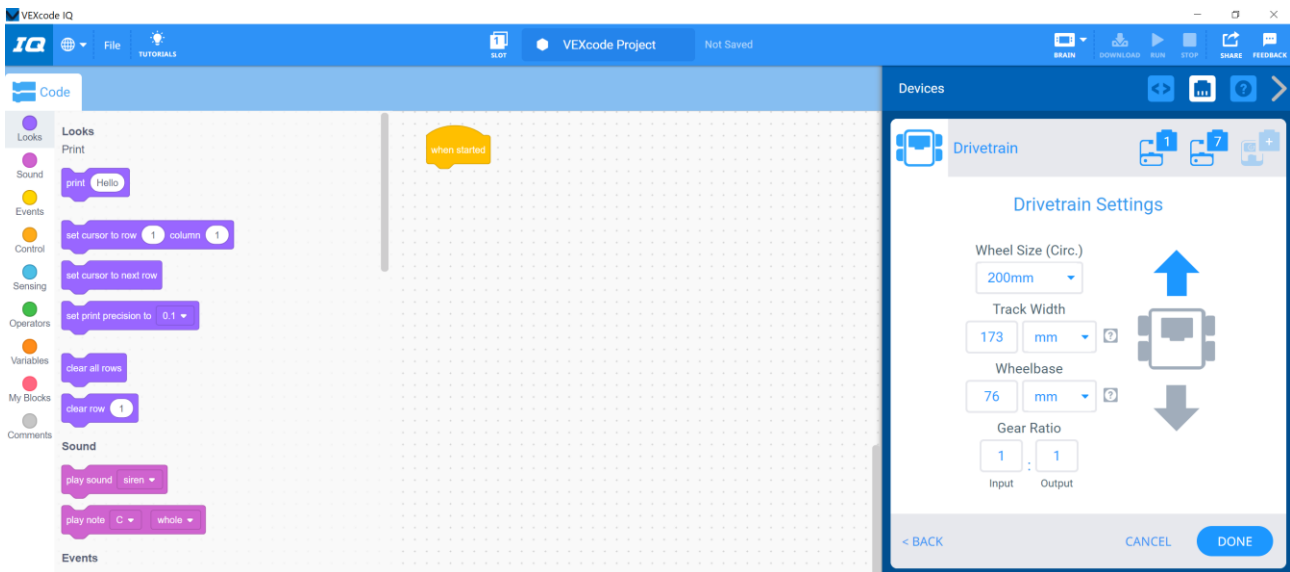 VEXcode IQ
IQ
File
TUTORIALS
1
SLOT
VEXcode Project
Not Saved
BRAIN
DOWNLOAD
RUN
STOP
SHARE
FEEDBACK
Code
Looks
Sound
Events
Control
Sensing
Operators
Variables
My Blocks
Comments
Looks
Print
print Hello
set cursor to row 1 column 1
set cursor to next row
set print precision to 0.1
clear all rows
clear row 1
Sound
play sound siren
play note C whole
Events
when started
Devices
<> ?
Drivetrain
1 7 +
Drivetrain Settings
Wheel Size (Circ.)
200mm
Track Width
173 mm ?
Wheelbase
76 mm ?
Gear Ratio
1 : 1
Input Output
< BACK CANCEL DONE